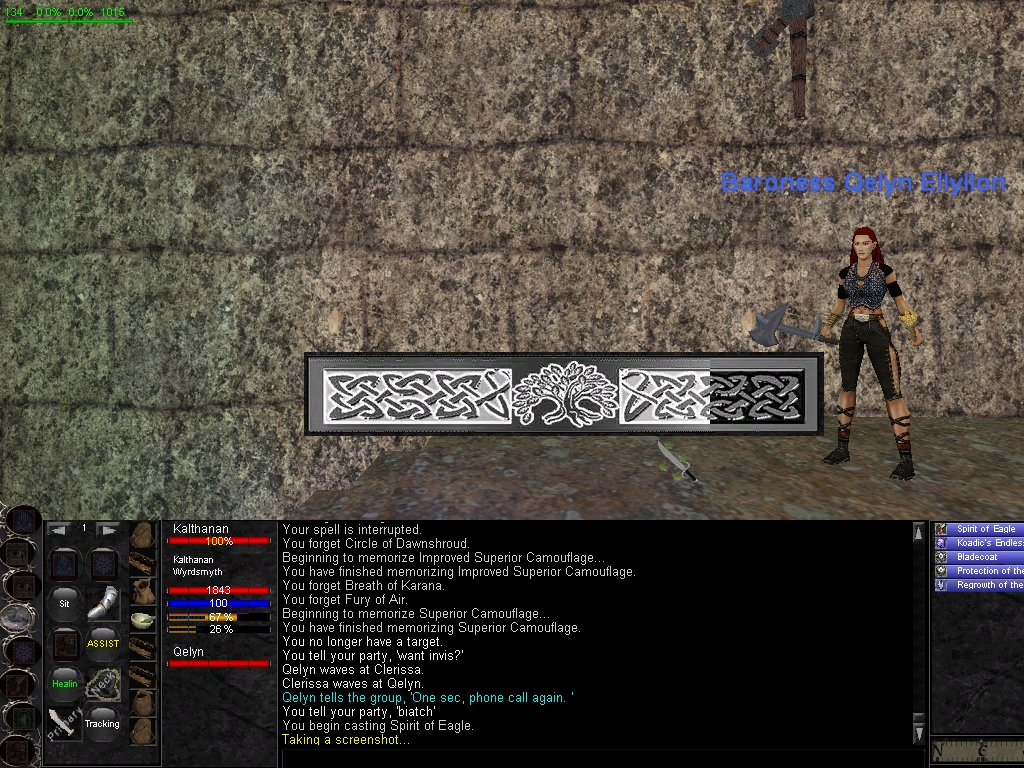 134 0.0% 0.0% 1015
Baroness Qelyn Ellylion
1
Sit
ASSIST
Healin
Neck
Primary
Tracking
Kalthanan
100%
Kalthanan
Wyrdsmyth
1843
100
67 %
26 %
Qelyn
Your spell is interrupted.
You forget Circle of Dawnshroud.
Beginning to memorize Improved Superior Camouflage...
You have finished memorizing Improved Superior Camouflage.
You forget Breath of Karana.
You forget Fury of Air.
Beginning to memorize Superior Camouflage...
You have finished memorizing Superior Camouflage.
You no longer have a target.
You tell your party, 'want invis?'
Qelyn waves at Clerissa.
Clerissa waves at Qelyn.
Qelyn tells the group, 'One sec, phone call again. '
You tell your party, 'biatch'
You begin casting Spirit of Eagle.
Taking a screenshot...
Spirit of Eagle
Koadic's Endles
Bladecoat
Protection of the
Regrowth of the
N